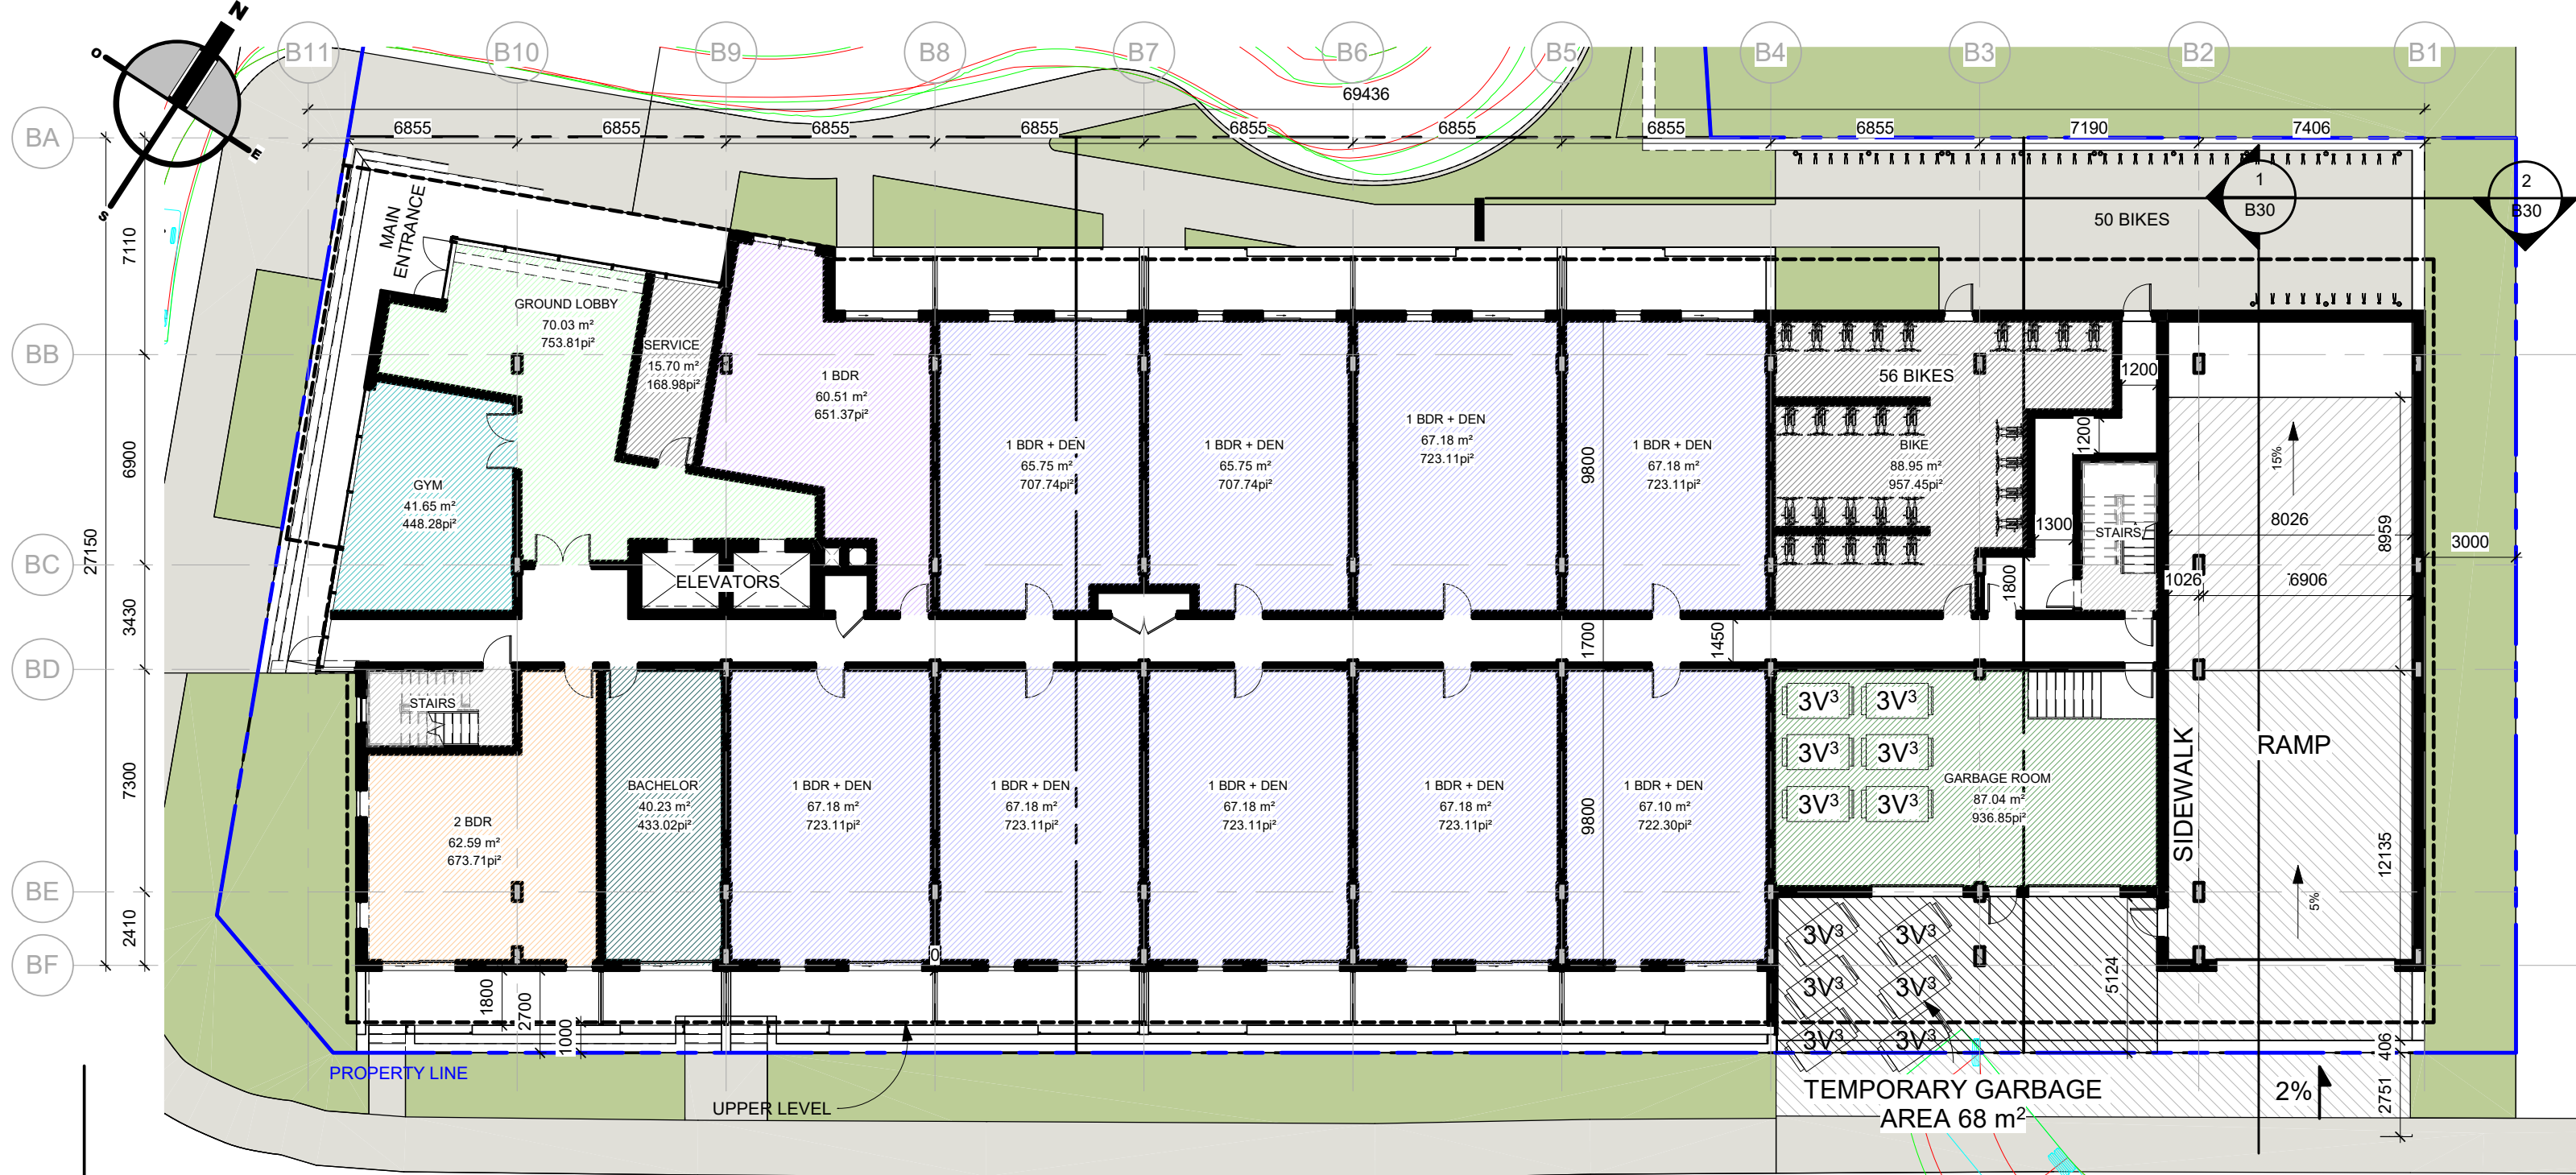 N
O
E
S
B11
B10
B9
B8
B7
B6
B5
B4
B3
B2
B1
69436
6855
6855
6855
6855
6855
6855
6855
6855
7190
7406
BA
BB
BC
BD
BE
BF
7110
6900
3430
7300
2410
27150
MAIN
ENTRANCE
1
B30
2
B30
50 BIKES
GROUND LOBBY
70.03 m²
753.81pi²
SERVICE
15.70 m²
168.98pi²
1 BDR
60.51 m²
651.37pi²
GYM
41.65 m²
448.28pi²
1 BDR + DEN
65.75 m²
707.74pi²
1 BDR + DEN
65.75 m²
707.74pi²
1 BDR + DEN
67.18 m²
723.11pi²
1 BDR + DEN
67.18 m²
723.11pi²
9800
56 BIKES
BIKE
88.95 m²
957.45pi²
1200
1200
1300
1800
STAIRS
15%
8026
8959
3000
1026
6906
ELEVATORS
1700
1450
STAIRS
2 BDR
62.59 m²
673.71pi²
BACHELOR
40.23 m²
433.02pi²
1 BDR + DEN
67.18 m²
723.11pi²
1 BDR + DEN
67.18 m²
723.11pi²
1 BDR + DEN
67.18 m²
723.11pi²
1 BDR + DEN
67.18 m²
723.11pi²
1 BDR + DEN
67.10 m²
722.30pi²
9800
0
3V³
3V³
3V³
3V³
3V³
3V³
GARBAGE ROOM
87.04 m²
936.85pi²
SIDEWALK
RAMP
12135
5%
3V³
3V³
3V³
3V³
3V³
3V³
5124
1800
2700
1000
406
2751
2%
PROPERTY LINE
UPPER LEVEL
TEMPORARY GARBAGE
AREA 68 m²